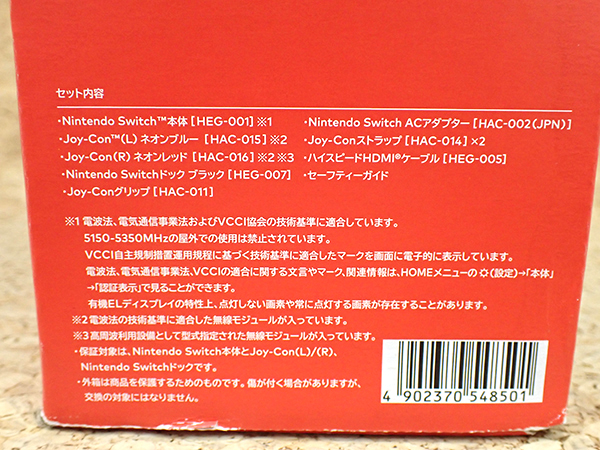 セット内容
・Nintendo Switch™本体 [HEG-001] ※1
・Joy-Con™(L) ネオンブルー [HAC-015] ※2
・Joy-Con(R) ネオンレッド [HAC-016] ※2 ※3
・Nintendo Switchドック ブラック [HEG-007]
・Joy-Conグリップ [HAC-011]
・Nintendo Switch ACアダプター [HAC-002(JPN)]
・Joy-Conストラップ [HAC-014] ×2
・ハイスピードHDMI®ケーブル [HEG-005]
・セーフティーガイド
※1 電波法、電気通信事業法およびVCCI協会の技術基準に適合しています。
5150-5350MHzの屋外での使用は禁止されています。
VCCI自主規制措置運用規程に基づく技術基準に適合したマークを画面に電子的に表示しています。
電波法、電気通信事業法、VCCIの適合に関する文言やマーク、関連情報は、HOMEメニューの(設定)→「本体」
→「認証表示」で見ることができます。
有機ELディスプレイの特性上、点灯しない画素や常に点灯する画素が存在することがあります。
※2 電波法の技術基準に適合した無線モジュールが入っています。
※3 高周波利用設備として型式指定された無線モジュールが入っています。
・保証対象は、Nintendo Switch本体とJoy-Con(L)/(R)、
Nintendo Switchドックです。
・外箱は商品を保護するためのものです。傷が付く場合がありますが、
交換の対象にはなりません。
4 902370 548501